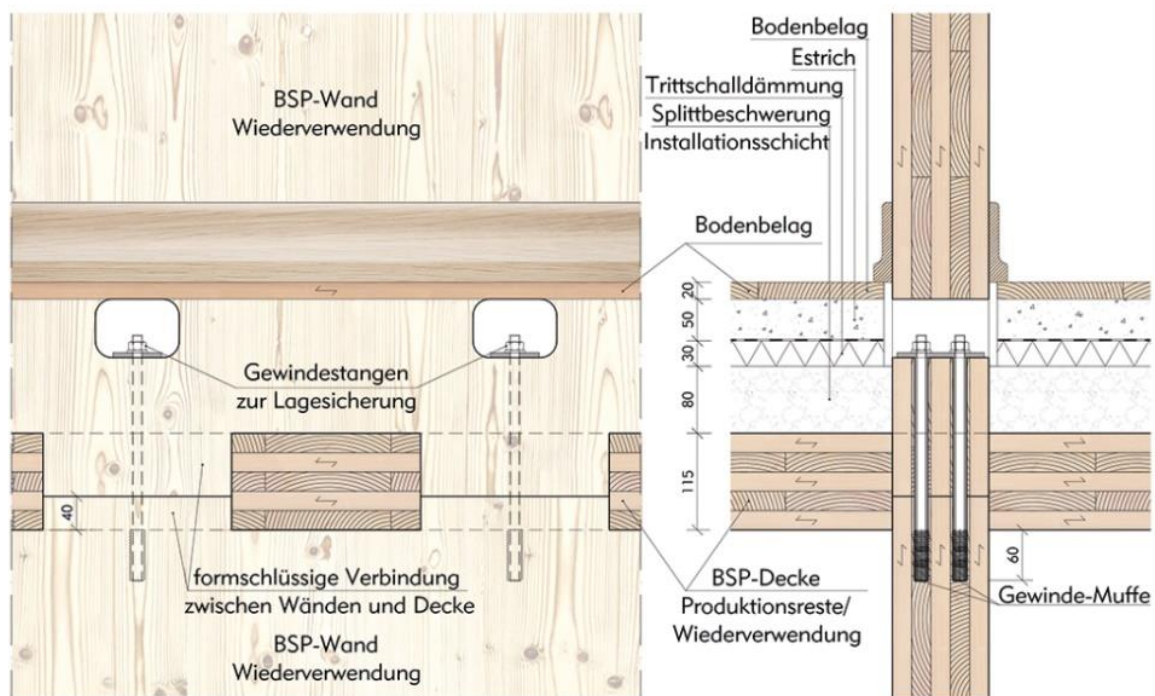 BSP-Wand
Wiederverwendung
Bodenbelag
Estrich
Trittschalldämmung
Splittbeschwerung
Installationsschicht
Bodenbelag
20
50
30
80
115
Gewindestangen
zur Lagesicherung
40
60
formschlüssige Verbindung
zwischen Wänden und Decke
BSP-Decke
Produktionsreste/
Wiederverwendung
Gewinde-Muffe
BSP-Wand
Wiederverwendung